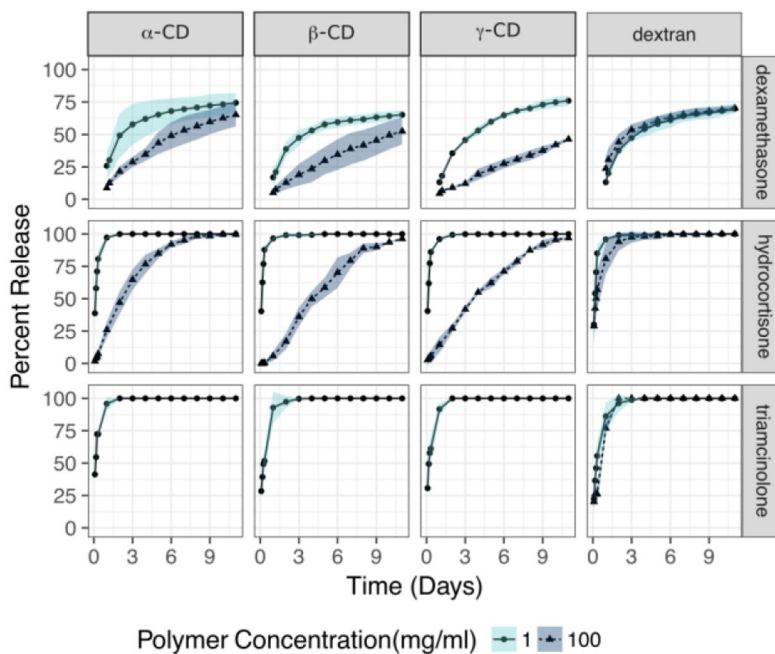 α-CD β-CD γ-CD dextran
100
75
50
25
0
dexamethasone
100
75
50
25
0
hydrocortisone
100
75
50
25
0
triamcinolone
Percent Release
0 3 6 9 0 3 6 9 0 3 6 9 0 3 6 9
Time (Days)
Polymer Concentration(mg/ml) 1 100